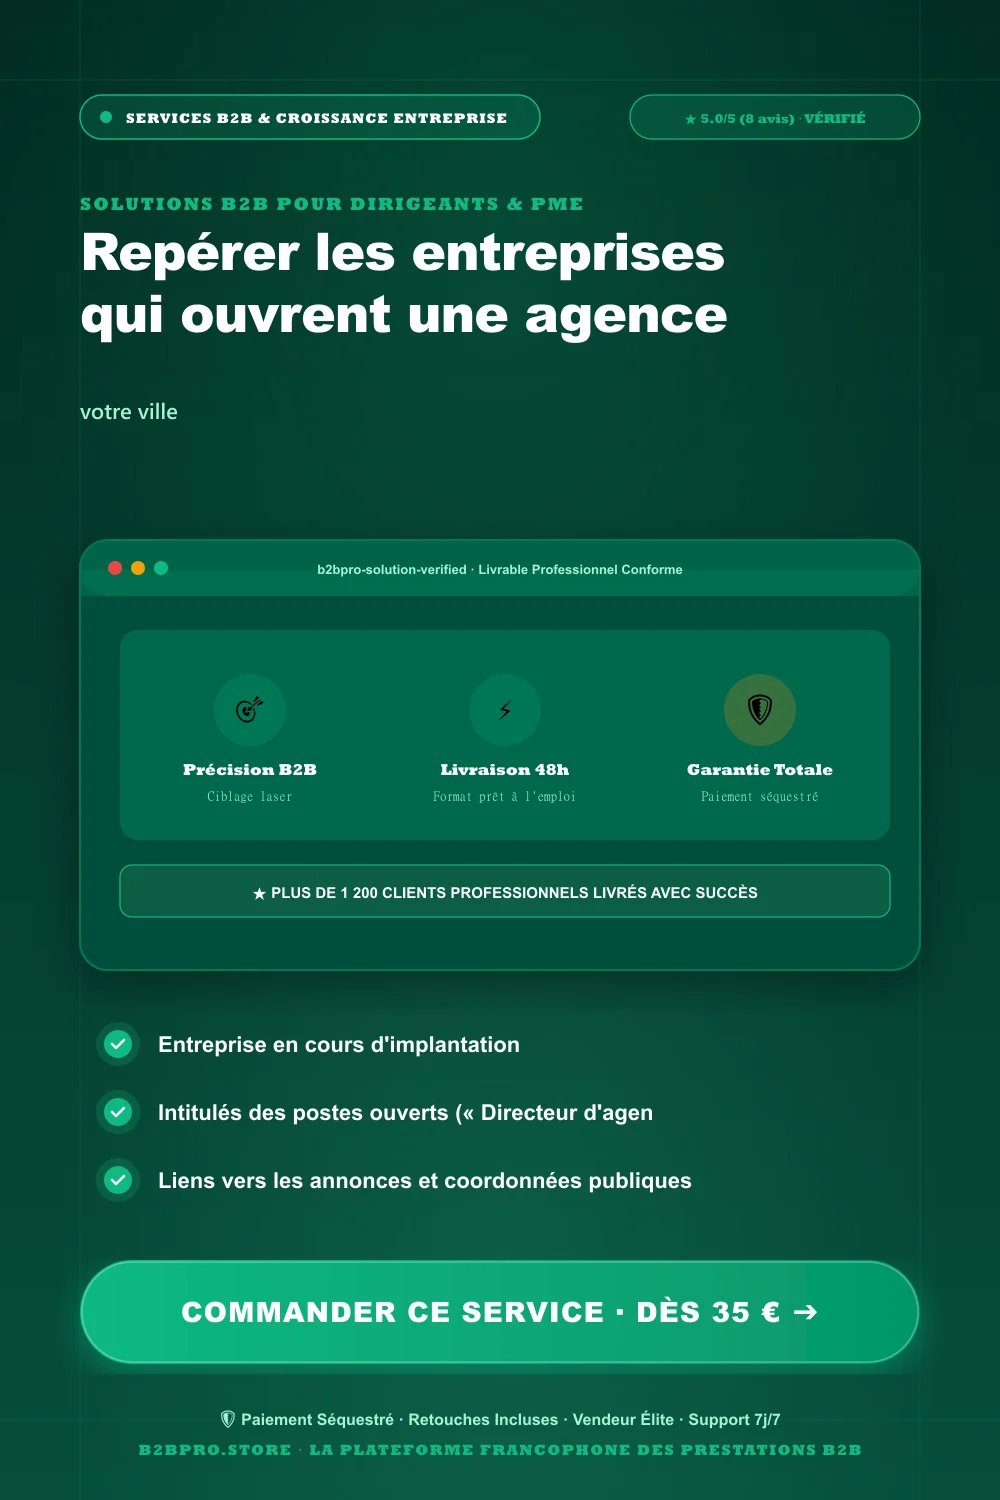 SERVICES B2B & CROISSANCE ENTREPRISE
★ 5.0/5 (8 avis) · VÉRIFIÉ
SOLUTIONS B2B POUR DIRIGEANTS & PME
Repérer les entreprises
qui ouvrent une agence
votre ville
b2bpro-solution-verified · Livrable Professionnel Conforme
Précision B2B
Ciblage laser
Livraison 48h
Format prêt à l'emploi
Garantie Totale
Paiement séquestré
★ PLUS DE 1 200 CLIENTS PROFESSIONNELS LIVRÉS AVEC SUCCÈS
Entreprise en cours d'implantation
Intitulés des postes ouverts (« Directeur d'agen
Liens vers les annonces et coordonnées publiques
COMMANDER CE SERVICE · DÈS 35 € →
Paiement Séquestré · Retouches Incluses · Vendeur Élite · Support 7j/7
B2BPRO.STORE · LA PLATEFORME FRANCOPHONE DES PRESTATIONS B2B